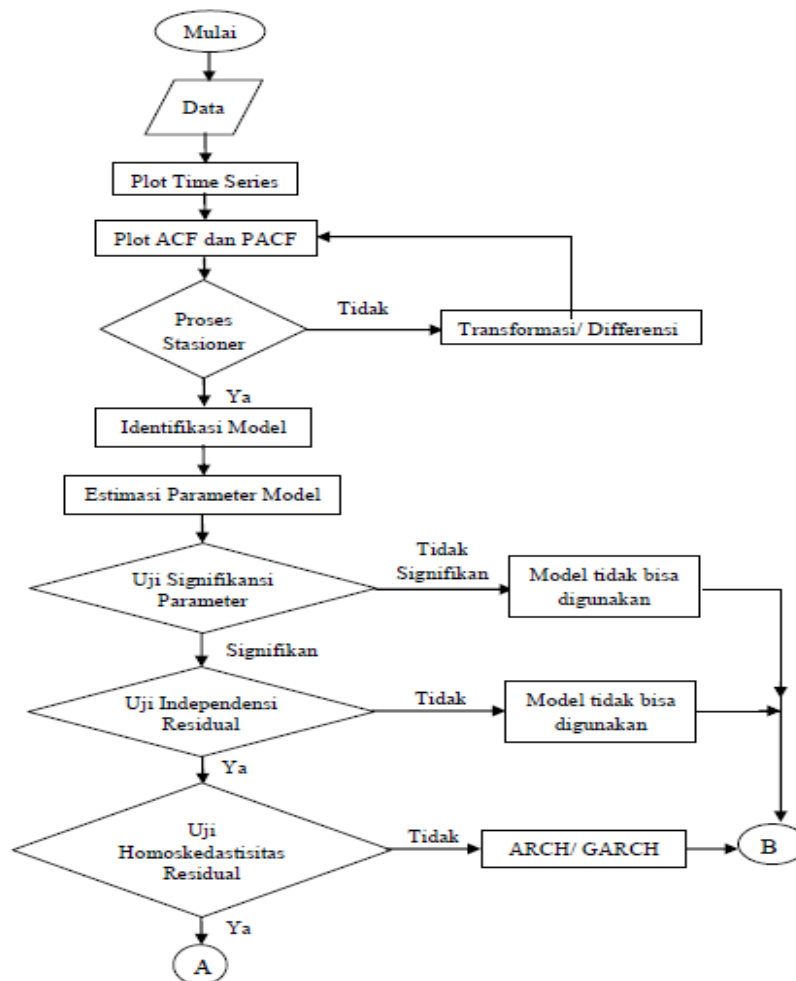 Mulai
Data
Plot Time Series
Plot ACF dan PACF
Proses
Stasioner
Tidak
Transformasi/ Differensi
Ya
Identifikasi Model
Estimasi Parameter Model
Uji Signifikansi
Parameter
Tidak
Signifikan
Model tidak bisa
digunakan
Signifikan
Uji Independensi
Residual
Tidak
Model tidak bisa
digunakan
Ya
Uji
Homoskedastisitas
Residual
Tidak
ARCH/ GARCH
B
Ya
A